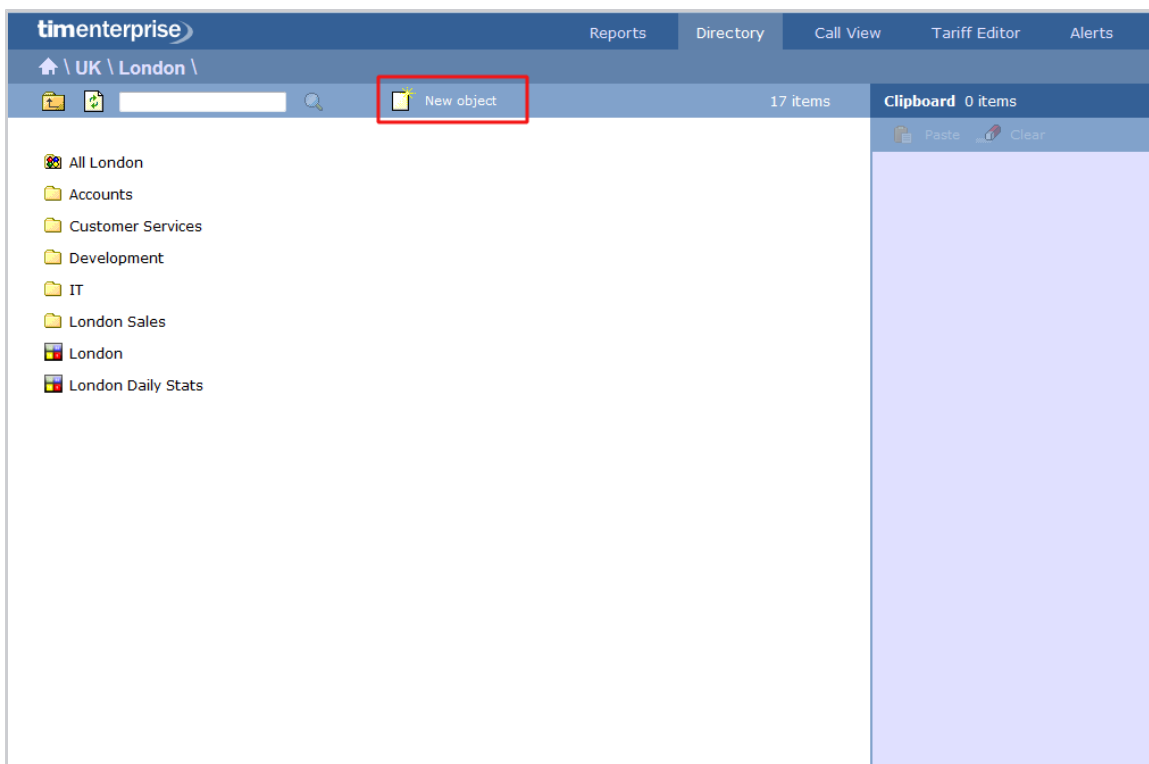 timenterprise
Reports Directory Call View Tariff Editor Alerts
\ UK \ London \
New object 17 items Clipboard 0 items
Paste Clear
All London
Accounts
Customer Services
Development
IT
London Sales
London
London Daily Stats